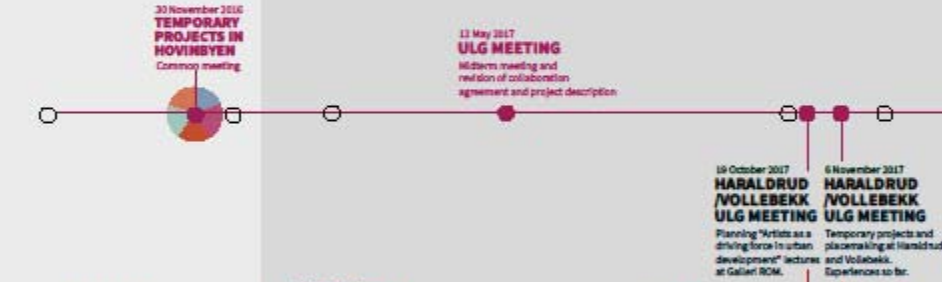 30 November 2016
TEMPORARY
PROJECTS IN
HOVINBYEN
Common meeting
12 May 2017
ULG MEETING
Midterm meeting and
revision of collaboration
agreement and project description
19 October 2017
HARALDRUD
/VOLLEBEKK
ULG MEETING
Planning "Artists as a
driving force in urban
development" lectures
at Galleri ROM.
6 November 2017
HARALDRUD
/VOLLEBEKK
ULG MEETING
Temporary projects and
placemaking at Haraldrud
and Vollebekk.
Experiences so far.